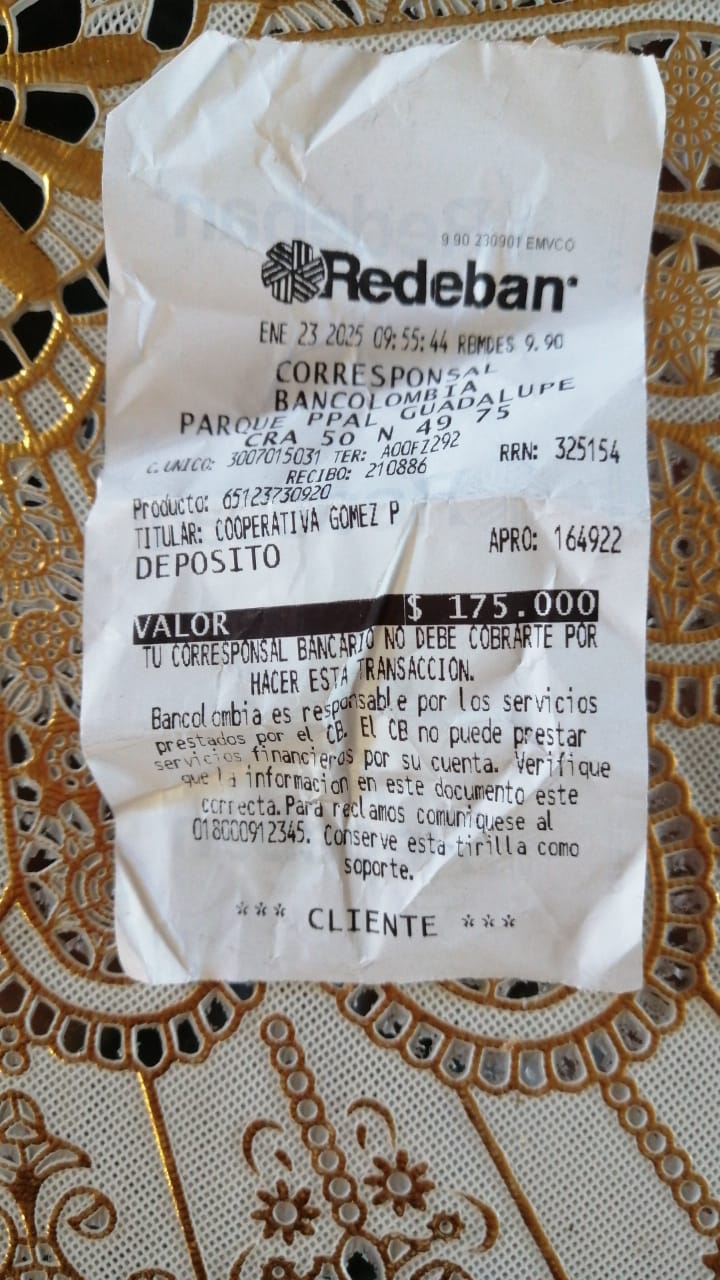 9.90 230901 EMVCO
Redeban
ENE 23 2025 09:55:44 RBMDES 9.90
CORRESPONSAL
BANCOLOMBIA
PARQUE PPAL GUADALUPE
CRA 50 N 49 75
C. UNICO: 3007015031 TER: A00FI292
RECIBO: 210886 RRN: 325154
Producto: 65123730920
TITULAR: COOPERATIVA GOMEZ P
DEPOSITO APRO: 164922
VALOR $ 175.000
TU CORRESPONSAL BANCARIO NO DEBE COBRARTE POR
HACER ESTA TRANSACCION.
Bancolombia es responsable por los servicios
prestados por el CB. El CB no puede prestar
servicios financieros por su cuenta. Verifique
que la informacion en este documento este
correcta. Para reclamos comuniquese al
018000912345. Conserve esta tirilla como
soporte.
*** CLIENTE ***